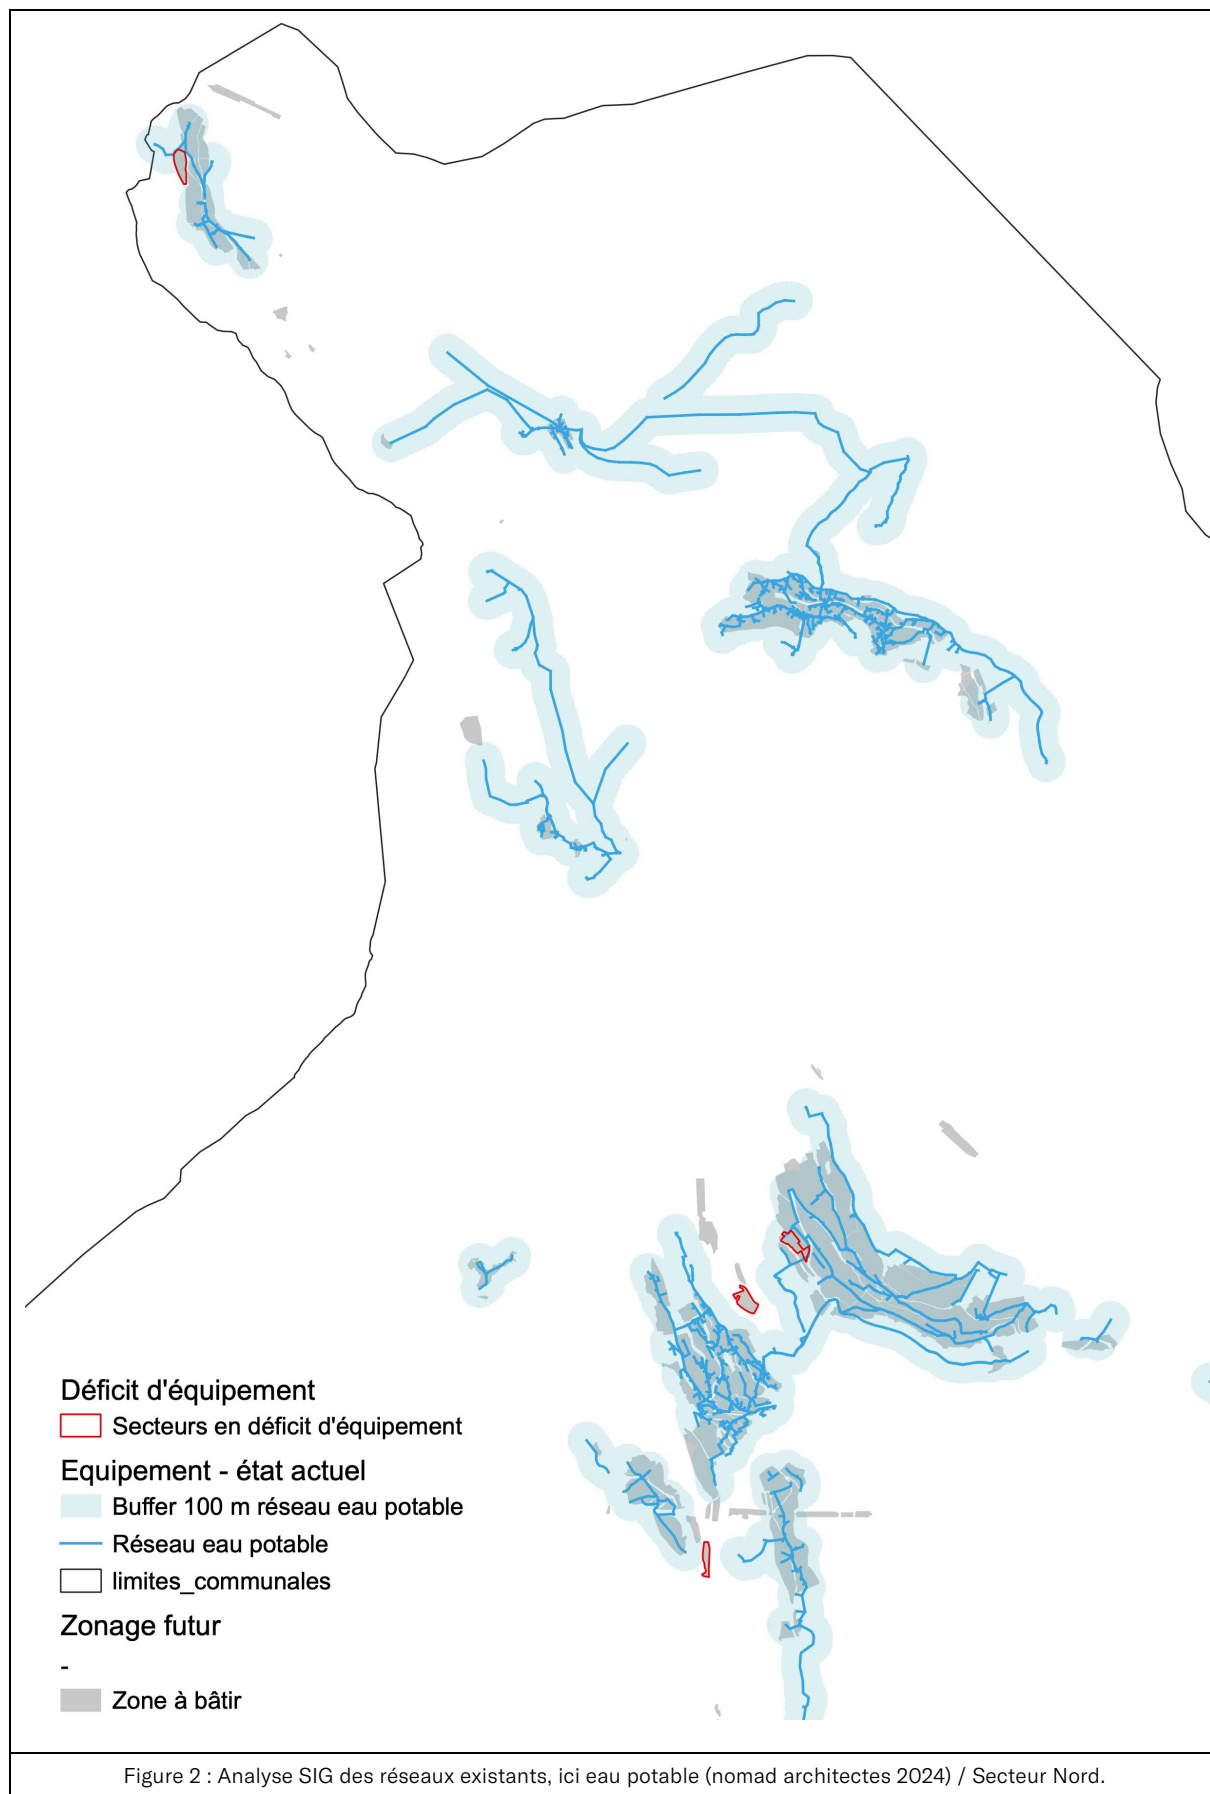 Déficit d'équipement
Secteurs en déficit d'équipement
Equipement - état actuel
Buffer 100 m réseau eau potable
Réseau eau potable
limites_communales
Zonage futur
-
Zone à bâtir
Figure 2 : Analyse SIG des réseaux existants, ici eau potable (nomad architectes 2024) / Secteur Nord.